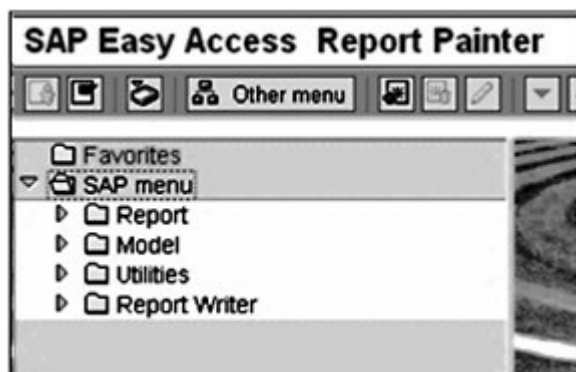 SAP Easy Access Report Painter
Other menu
Favorites
SAP menu
Report
Model
Utilities
Report Writer